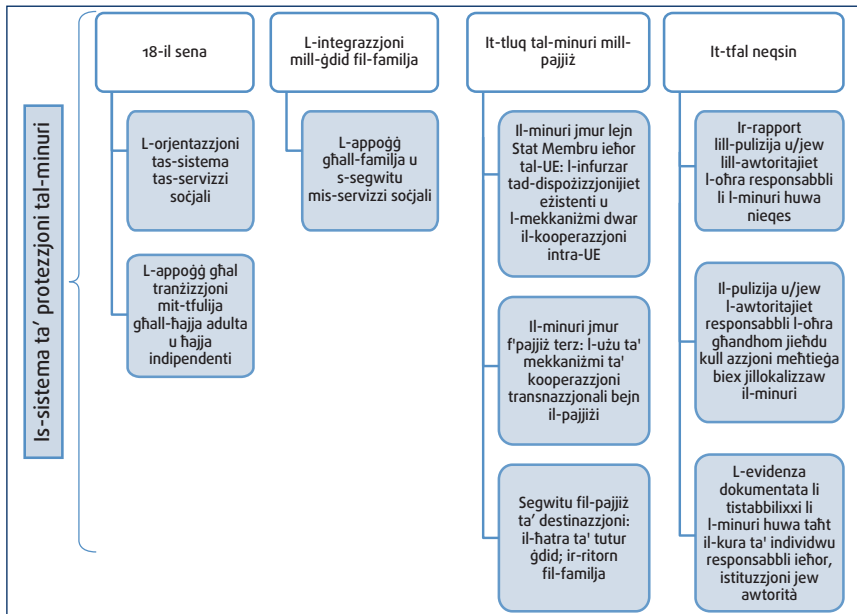 Is-sistema ta' protezzjoni tal-minuri
18-il sena
L-orjentazzjoni
tas-sistema
tas-servizzi
soċjali
L-appoġġ għal
tranżizzjoni
mit-tfulija
għall-ħajja adulta
u ħajja
indipendenti
L-integrazzjoni
mill-ġdid fil-familja
L-appoġġ
għall-familja u
s-segwitu
mis-servizzi soċjali
It-tluq tal-minuri mill-
pajjiż
Il-minuri jmur lejn
Stat Membru ieħor
tal-UE: l-infurzar
tad-dispożizzjonijiet
eżistenti u
l-mekkaniżmi dwar
il-kooperazzjoni
intra-UE
Il-minuri jmur
f'pajjiż terz: l-użu ta'
mekkaniżmi ta'
kooperazzjoni
transnazzjonali bejn
il-pajjiżi
Segwitu fil-pajjiż
ta' destinazzjoni:
il-ħatra ta' tutur
ġdid; ir-ritorn
fil-familja
It-tfal neqsin
Ir-rapport
lill-pulizija u/jew
lill-awtoritajiet
l-oħra responsabbli
li l-minuri huwa
nieqes
Il-pulizija u/jew
l-awtoritajiet
responsabbli l-oħra
għandhom jieħdu
kull azzjoni meħtieġa
biex jillokalizzaw
il-minuri
L-evidenza
dokumentata li
tistabbilixxi li
l-minuri huwa taħt
il-kura ta' individwu
responsabbli ieħor,
istituzzjoni jew
awtorità